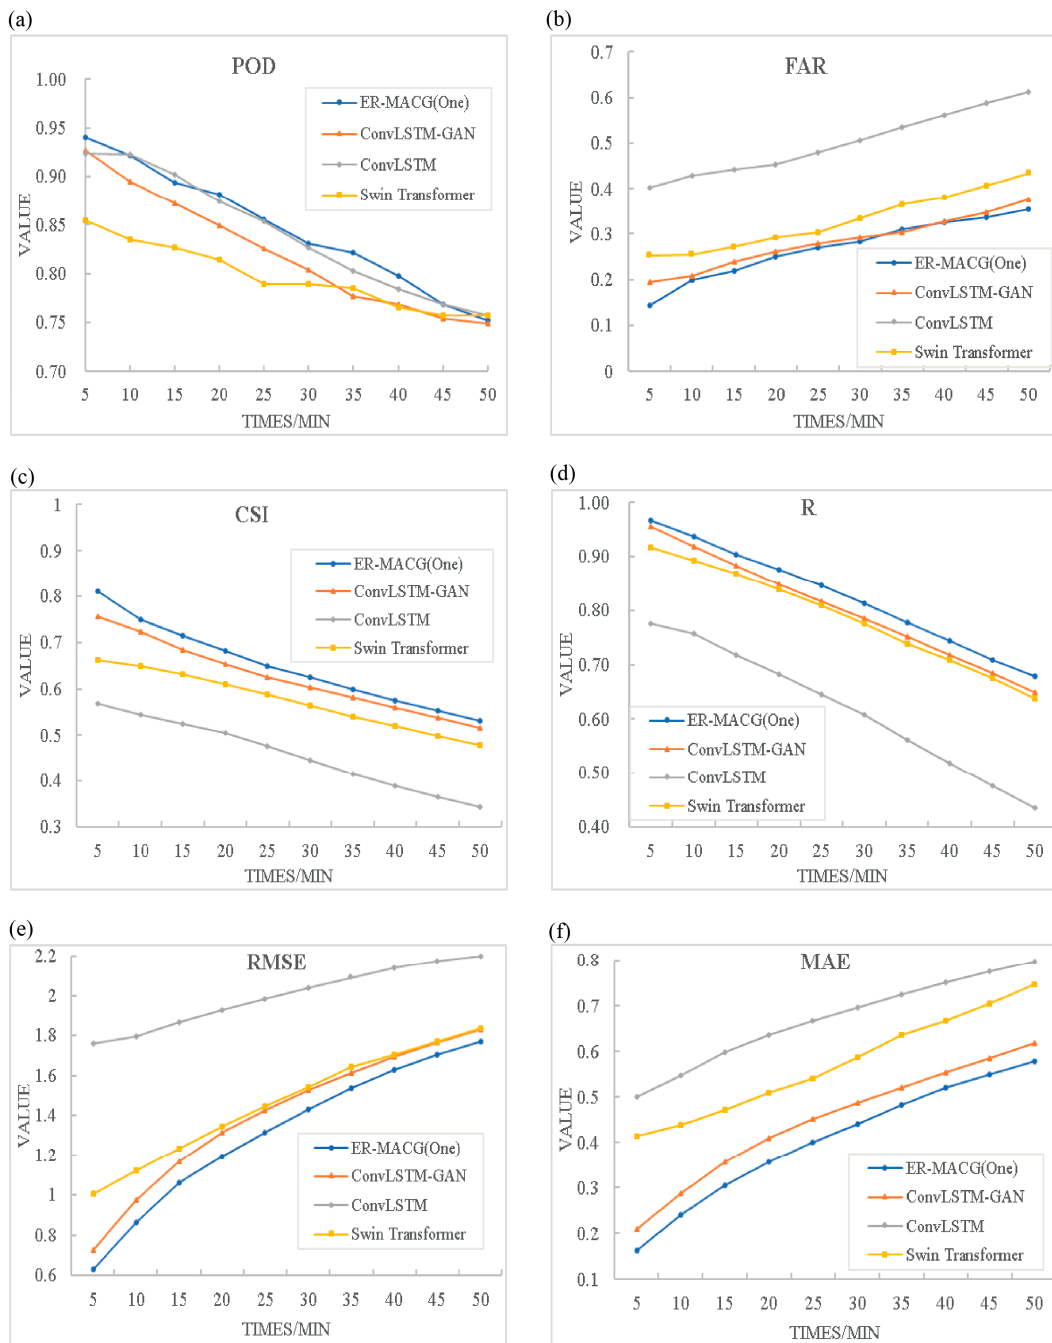 (a)
POD
1.00
0.95
0.90
0.85
0.80
0.75
0.70
VALUE
ER-MACG(One)
ConvLSTM-GAN
ConvLSTM
Swin Transformer
5 10 15 20 25 30 35 40 45 50
TIMES/MIN
(b)
FAR
0.7
0.6
0.5
0.4
0.3
0.2
0.1
0
VALUE
ER-MACG(One)
ConvLSTM-GAN
ConvLSTM
Swin Transformer
5 10 15 20 25 30 35 40 45 50
TIMES/MIN
(c)
CSI
1
0.9
0.8
0.7
0.6
0.5
0.4
0.3
VALUE
ER-MACG(One)
ConvLSTM-GAN
ConvLSTM
Swin Transformer
5 10 15 20 25 30 35 40 45 50
TIMES/MIN
(d)
R
1.00
0.90
0.80
0.70
0.60
0.50
0.40
VALUE
ER-MACG(One)
ConvLSTM-GAN
ConvLSTM
Swin Transformer
5 10 15 20 25 30 35 40 45 50
TIMES/MIN
(e)
RMSE
2.2
2
1.8
1.6
1.4
1.2
1
0.8
0.6
VALUE
ER-MACG(One)
ConvLSTM-GAN
ConvLSTM
Swin Transformer
5 10 15 20 25 30 35 40 45 50
TIMES/MIN
(f)
MAE
0.8
0.7
0.6
0.5
0.4
0.3
0.2
0.1
VALUE
ER-MACG(One)
ConvLSTM-GAN
ConvLSTM
Swin Transformer
5 10 15 20 25 30 35 40 45 50
TIMES/MIN